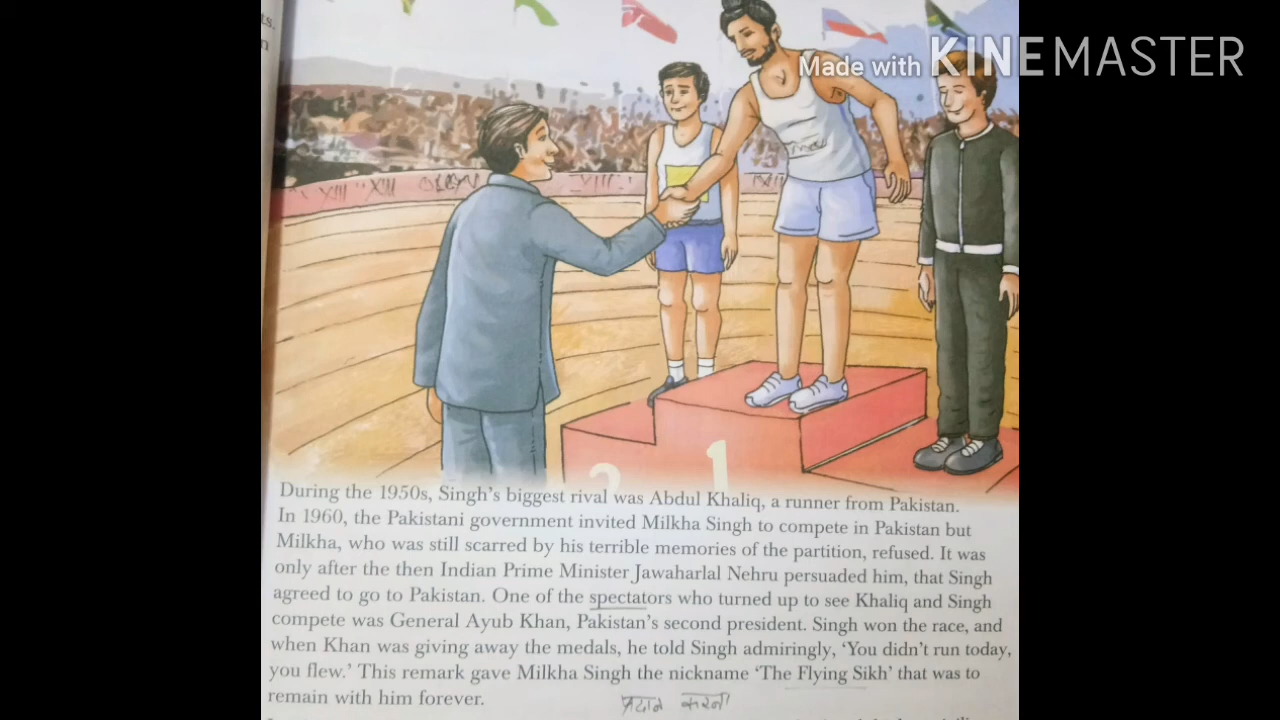 ts.
n
Made with KINEMASTER
XIII XIII
XIII
2 1
During the 1950s, Singh's biggest rival was Abdul Khaliq, a runner from Pakistan.
In 1960, the Pakistani government invited Milkha Singh to compete in Pakistan but
Milkha, who was still scarred by his terrible memories of the partition, refused. It was
only after the then Indian Prime Minister Jawaharlal Nehru persuaded him, that Singh
agreed to go to Pakistan. One of the spectators who turned up to see Khaliq and Singh
compete was General Ayub Khan, Pakistan's second president. Singh won the race, and
when Khan was giving away the medals, he told Singh admiringly, 'You didn't run today,
you flew.' This remark gave Milkha Singh the nickname 'The Flying Sikh' that was to
remain with him forever.
प्रदान करना